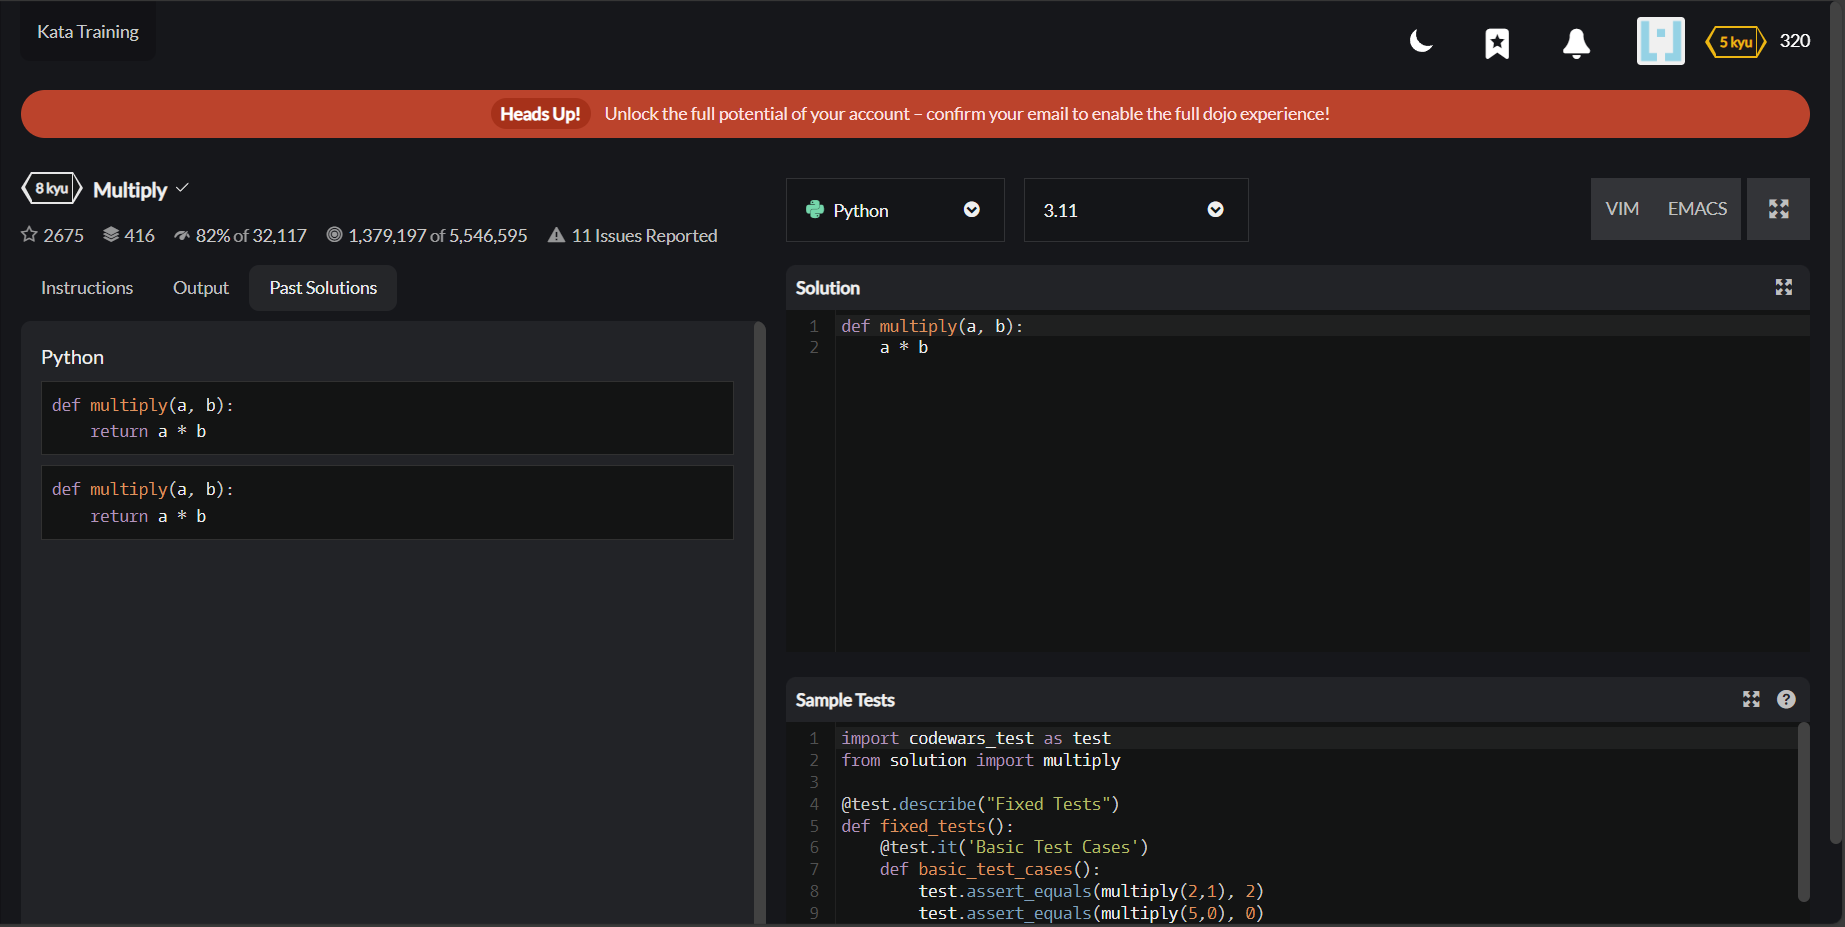 Kata Training
5 kyu 320
Heads Up! Unlock the full potential of your account – confirm your email to enable the full dojo experience!
8 kyu Multiply
2675 416 82% of 32,117 1,379,197 of 5,546,595 11 Issues Reported
Instructions Output Past Solutions
Python
def multiply(a, b):
    return a * b
def multiply(a, b):
    return a * b
Python 3.11 VIM EMACS
Solution
1 def multiply(a, b):
2     a * b
Sample Tests ?
1 import codewars_test as test
2 from solution import multiply
3
4 @test.describe("Fixed Tests")
5 def fixed_tests():
6     @test.it('Basic Test Cases')
7     def basic_test_cases():
8         test.assert_equals(multiply(2,1), 2)
9         test.assert_equals(multiply(5,0), 0)